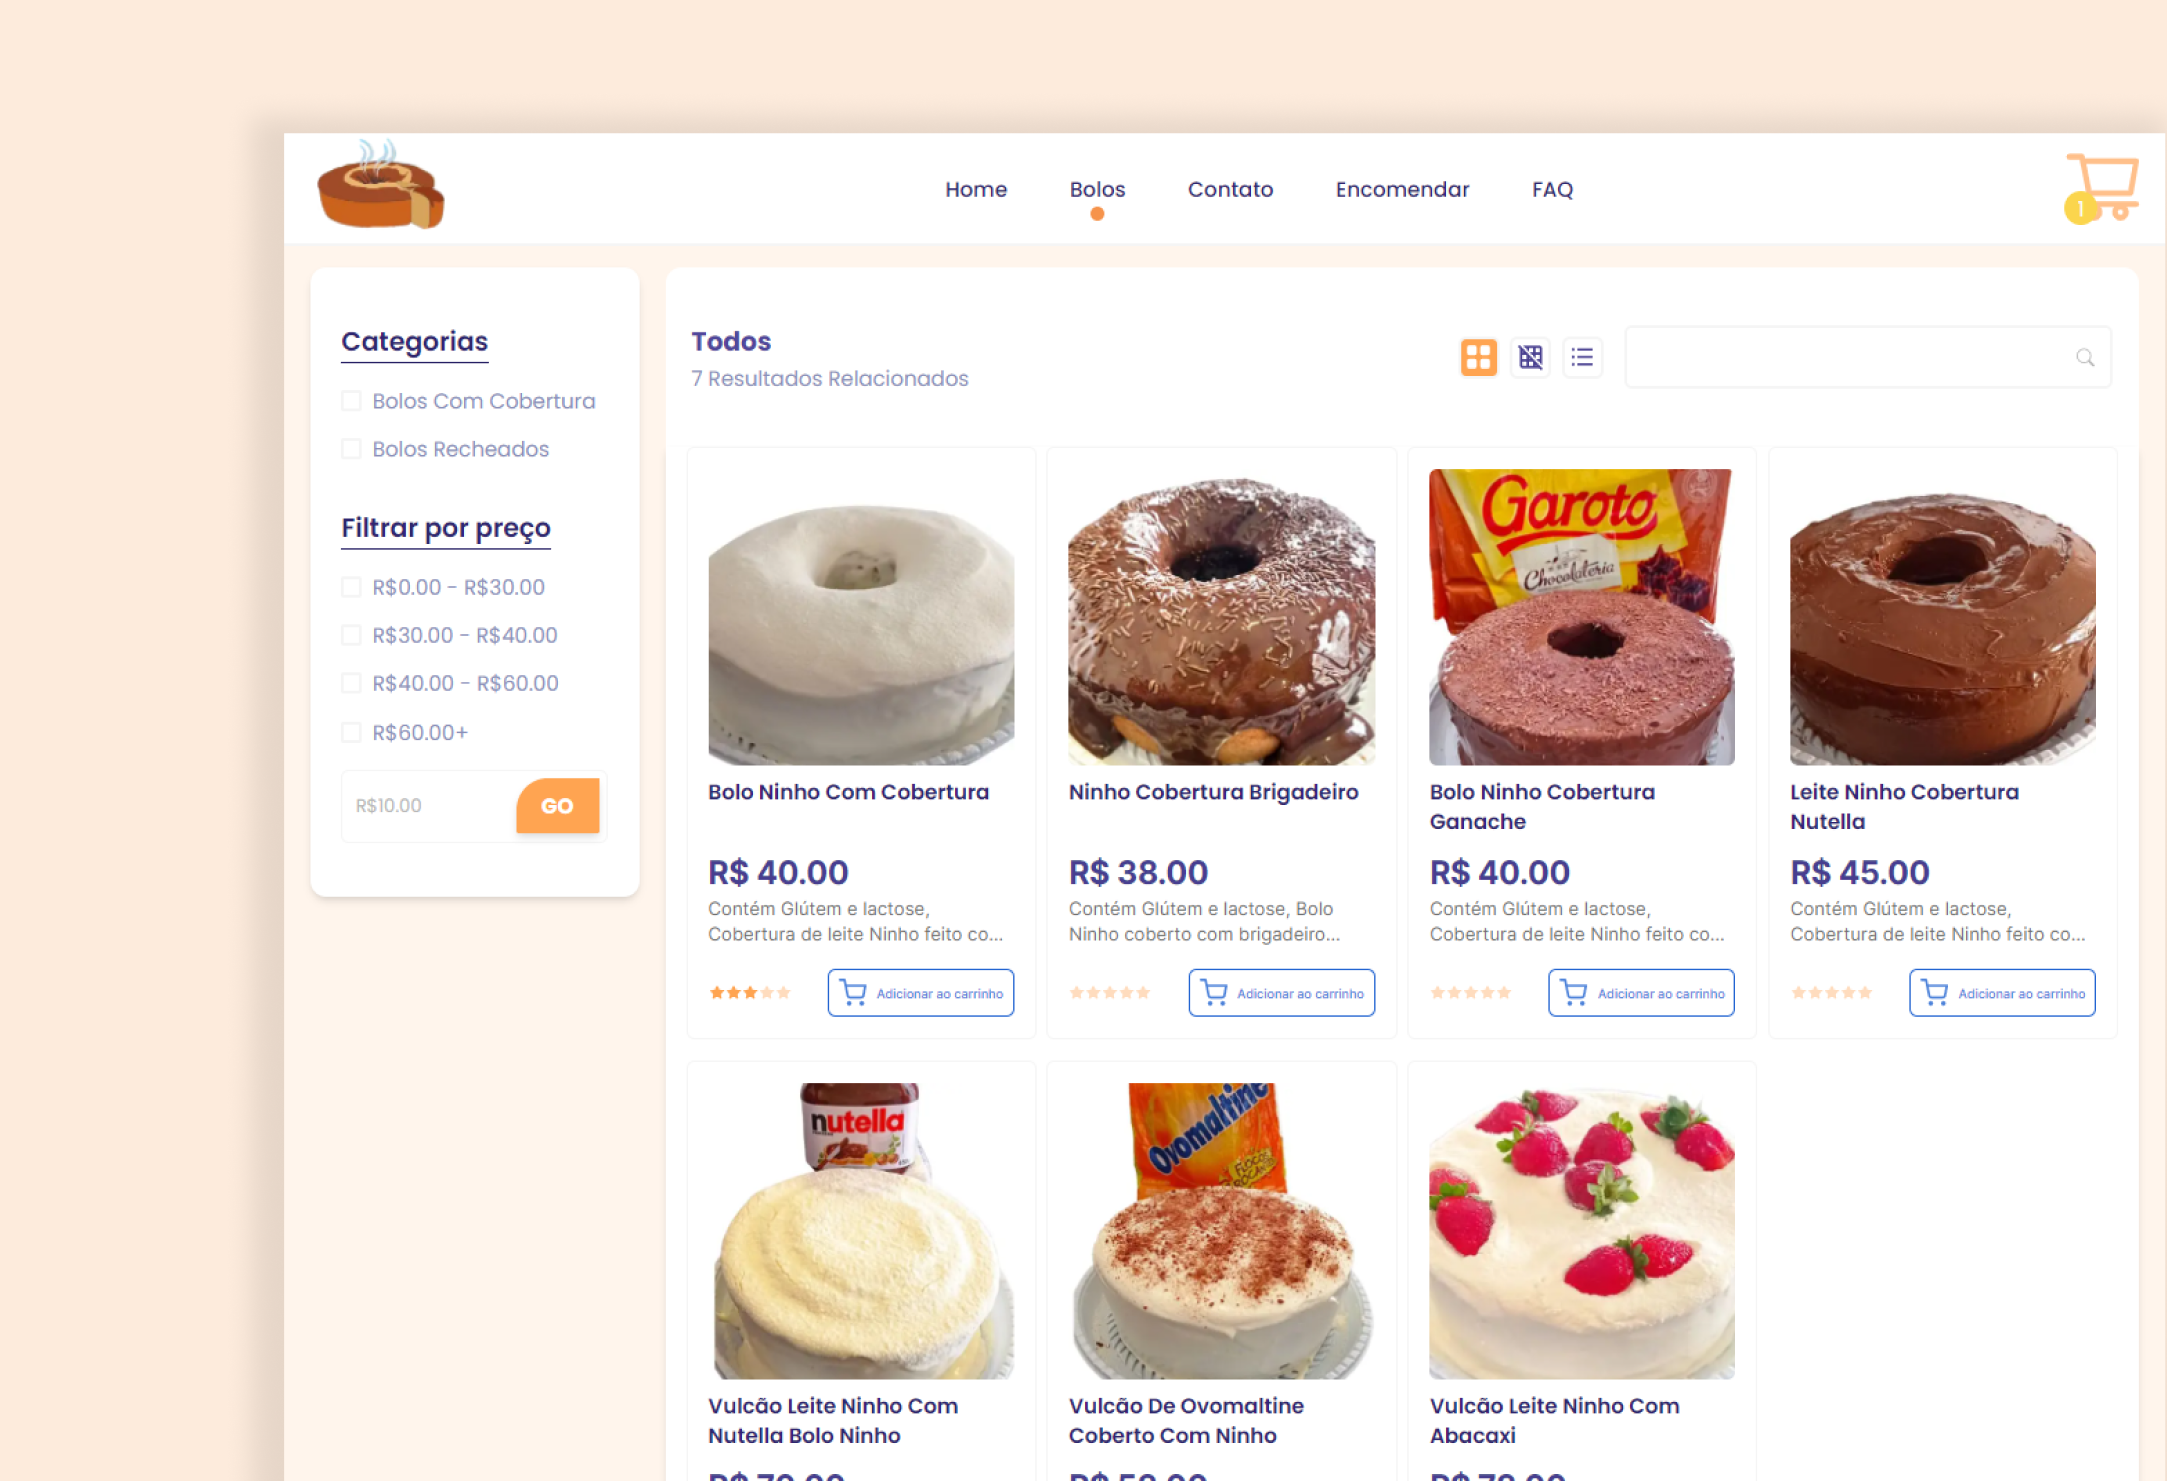 Home
Bolos
Contato
Encomendar
FAQ
1
Categorias
Bolos Com Cobertura
Bolos Recheados
Filtrar por preço
R$0.00 - R$30.00
R$30.00 - R$40.00
R$40.00 - R$60.00
R$60.00+
R$10.00
GO
Todos
7 Resultados Relacionados
Garoto
Chocolateria
Bolo Ninho Com Cobertura
R$ 40.00
Contém Glútem e lactose,
Cobertura de leite Ninho feito co...
Adicionar ao carrinho
Ninho Cobertura Brigadeiro
R$ 38.00
Contém Glútem e lactose, Bolo
Ninho coberto com brigadeiro...
Adicionar ao carrinho
Bolo Ninho Cobertura
Ganache
R$ 40.00
Contém Glútem e lactose,
Cobertura de leite Ninho feito co...
Adicionar ao carrinho
Leite Ninho Cobertura
Nutella
R$ 45.00
Contém Glútem e lactose,
Cobertura de leite Ninho feito co...
Adicionar ao carrinho
nutella
Vulcão Leite Ninho Com
Nutella Bolo Ninho
Ovomaltine
FLOCOS
Vulcão De Ovomaltine
Coberto Com Ninho
Vulcão Leite Ninho Com
Abacaxi